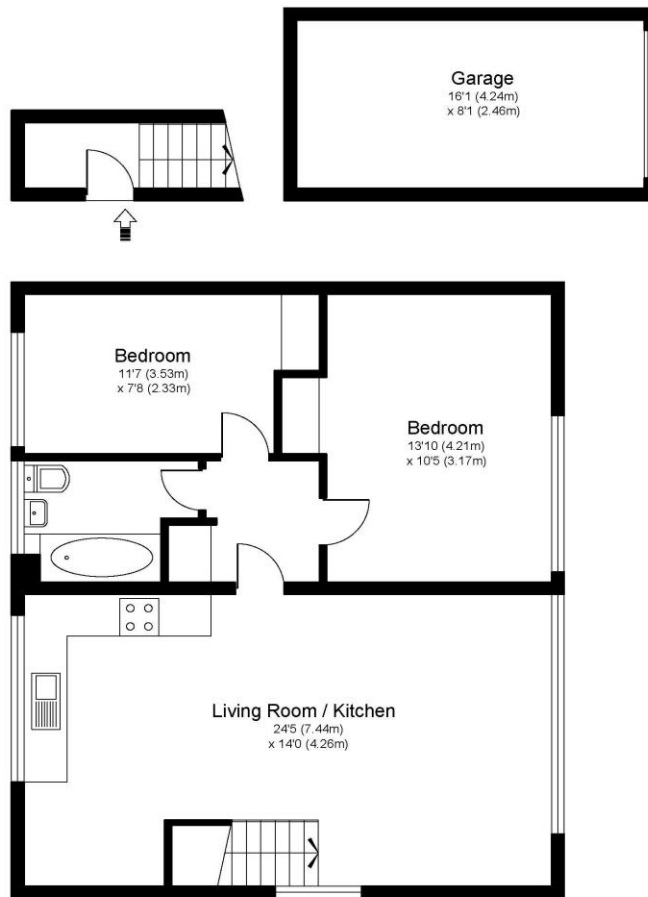 Garage
16'1 (4.24m)
x 8'1 (2.46m)
Bedroom
11'7 (3.53m)
x 7'8 (2.33m)
Bedroom
13'10 (4.21m)
x 10'5 (3.17m)
Living Room / Kitchen
24'5 (7.44m)
x 14'0 (4.26m)